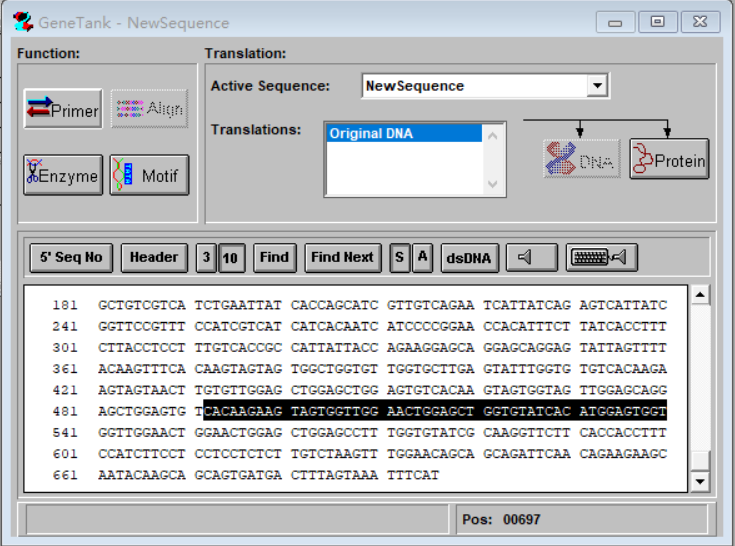 GeneTank - NewSequence
Function:
Translation:
Active Sequence: NewSequence
Primer
Align
Translations: Original DNA
DNA
Protein
Enzyme
Motif
5' Seq No Header 3 10 Find Find Next S A dsDNA
181 GCTGTCGTCA TCTGAATTAT CACCAGCATC GTTGTCAGAA TCATTATCAG AGTCATTATC
241 GGTTCCGTTT CCATCGTCAT CATCACAATC ATCCCCGGAA CCACATTTCT TATCACCTTT
301 CTTACCTCCT TTGTCACCGC CATTATTACC AGAAGGAGCA GGAGCAGGAG TATTAGTTTT
361 ACAAGTTTCA CAAGTAGTAG TGGCTGGTGT TGGTGCTTGA GTATTTGGTG TGTCACAAGA
421 AGTAGTAACT TGTGTTGGAG CTGGAGCTGG AGTGTCACAA GTAGTGGTAG TTGGAGCAGG
481 AGCTGGAGTG TCACAAGAAG TAGTGGTTGG AACTGGAGCT GGTGTATCAC ATGGAGTGGT
541 GGTTGGAACT GGAACTGGAG CTGGAGCCTT TGGTGTATCG CAAGGTTCTT CACCACCTTT
601 CCATCTTCCT CCTCCTCTCT TGTCTAAGTT TGGAACAGCA GCAGATTCAA CAGAAGAAGC
661 AATACAAGCA GCAGTGATGA CTTTAGTAAA TTTCAT
Pos: 00697